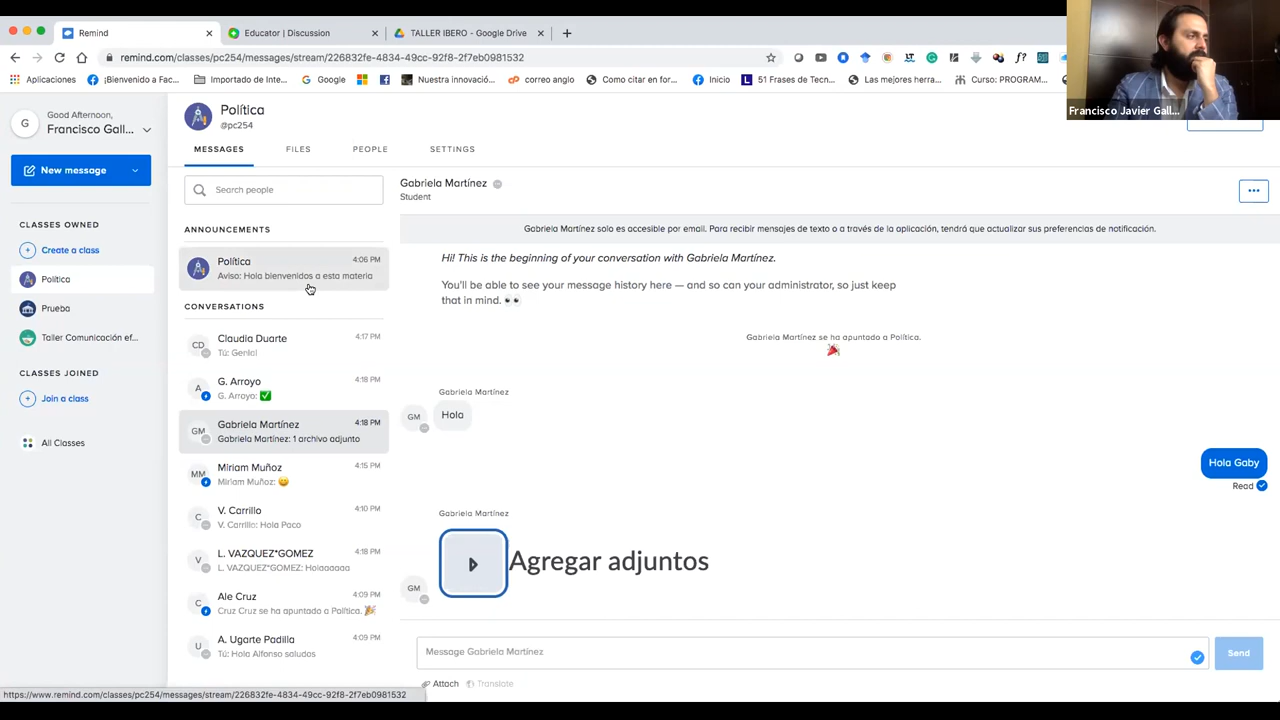 Remind
Educator | Discussion
TALLER IBERO - Google Drive
remind.com/classes/pc254/messages/stream/226832fe-4834-49cc-92f8-2f7eb0981532
Aplicaciones
¡Bienvenido a Fac...
Importado de Inte...
Google
Nuestra innovació...
correo anglo
Como citar en for...
Inicio
51 Frases de Tecn...
Las mejores herra...
Curso: PROGRAM...
Francisco Javier Gall...
G
Good Afternoon,
Francisco Gall...
New message
CLASSES OWNED
Create a class
Política
Prueba
Taller Comunicación ef...
CLASSES JOINED
Join a class
All Classes
Política
@pc254
MESSAGES
FILES
PEOPLE
SETTINGS
Search people
ANNOUNCEMENTS
Política 4:06 PM
Aviso: Hola bienvenidos a esta materia
CONVERSATIONS
CD Claudia Duarte 4:17 PM
Tú: Genial
A G. Arroyo 4:18 PM
G. Arroyo: ✅
GM Gabriela Martínez 4:18 PM
Gabriela Martínez: 1 archivo adjunto
MM Miriam Muñoz 4:15 PM
Miriam Muñoz: 😀
C V. Carrillo 4:10 PM
V. Carrillo: Hola Paco
V L. VAZQUEZ*GOMEZ 4:18 PM
L. VAZQUEZ*GOMEZ: Holaaaaaa
C Ale Cruz 4:09 PM
Cruz Cruz se ha apuntado a Política. 🎉
U A. Ugarte Padilla 4:09 PM
Tú: Hola Alfonso saludos
Gabriela Martínez
Student
Gabriela Martínez solo es accesible por email. Para recibir mensajes de texto o a través de la aplicación, tendrá que actualizar sus preferencias de notificación.
Hi! This is the beginning of your conversation with Gabriela Martínez.
You'll be able to see your message history here — and so can your administrator, so just keep
that in mind. 👀
Gabriela Martínez se ha apuntado a Política.
🎉
Gabriela Martínez
GM Hola
Hola Gaby
Read
Gabriela Martínez
Agregar adjuntos
GM
Message Gabriela Martínez
Send
Attach
Translate
https://www.remind.com/classes/pc254/messages/stream/226832fe-4834-49cc-92f8-2f7eb0981532